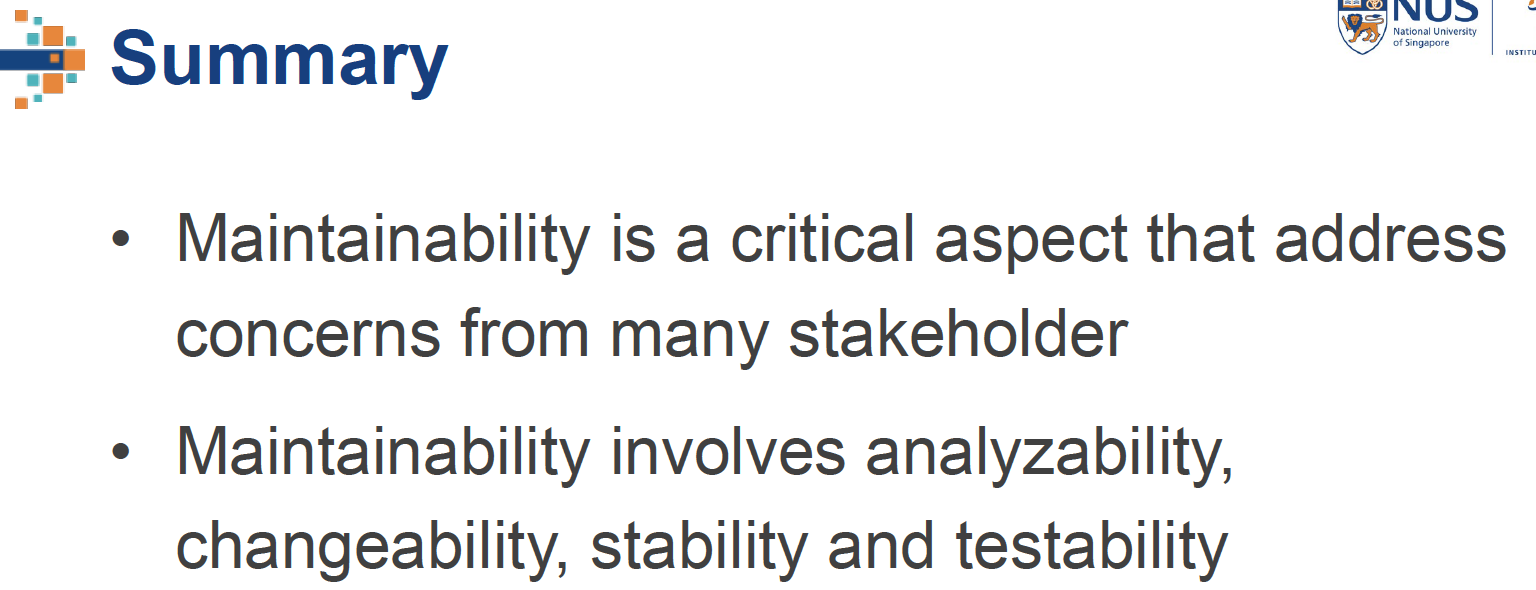 Summary
NUS
National University
of Singapore
• Maintainability is a critical aspect that address
concerns from many stakeholder
• Maintainability involves analyzability,
changeability, stability and testability